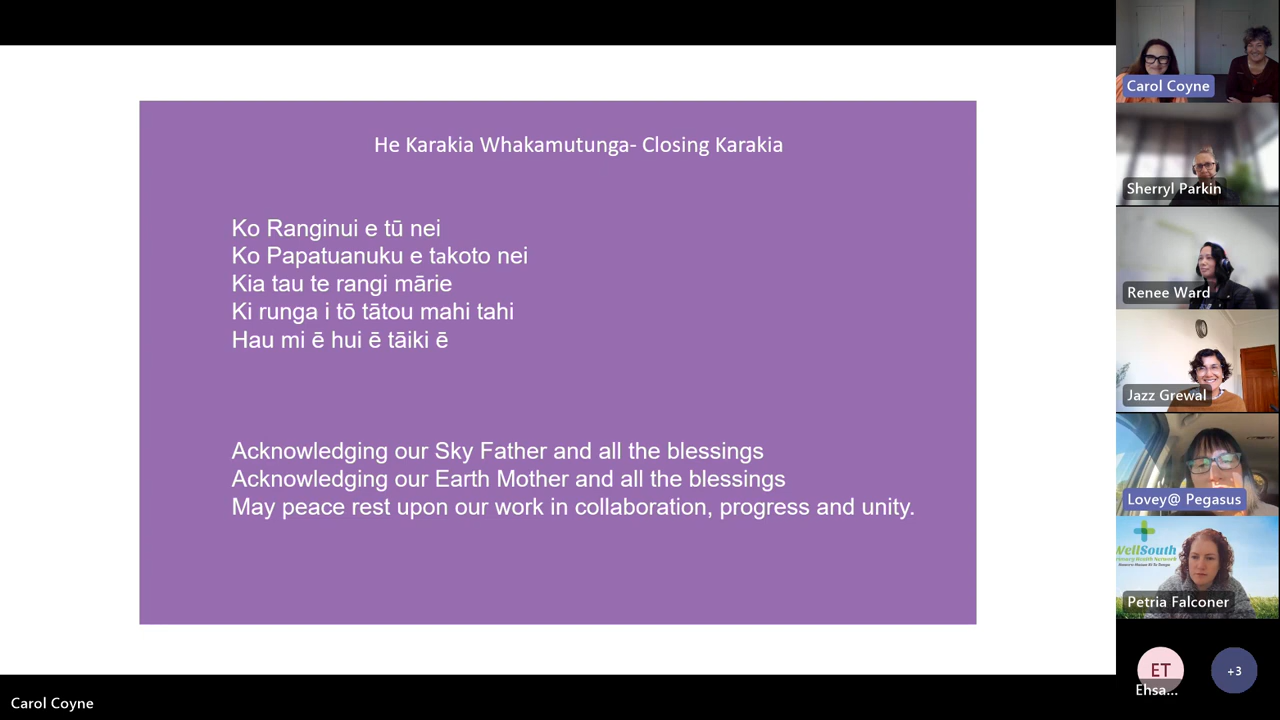 He Karakia Whakamutunga- Closing Karakia
Ko Ranginui e tū nei
Ko Papatuanuku e takoto nei
Kia tau te rangi mārie
Ki runga i tō tātou mahi tahi
Hau mi ē hui ē tāiki ē
Acknowledging our Sky Father and all the blessings
Acknowledging our Earth Mother and all the blessings
May peace rest upon our work in collaboration, progress and unity.
Carol Coyne
Sherryl Parkin
Renee Ward
Jazz Grewal
Lovey@ Pegasus
WellSouth
Petria Falconer
ET
Ehsa...
+3
Carol Coyne